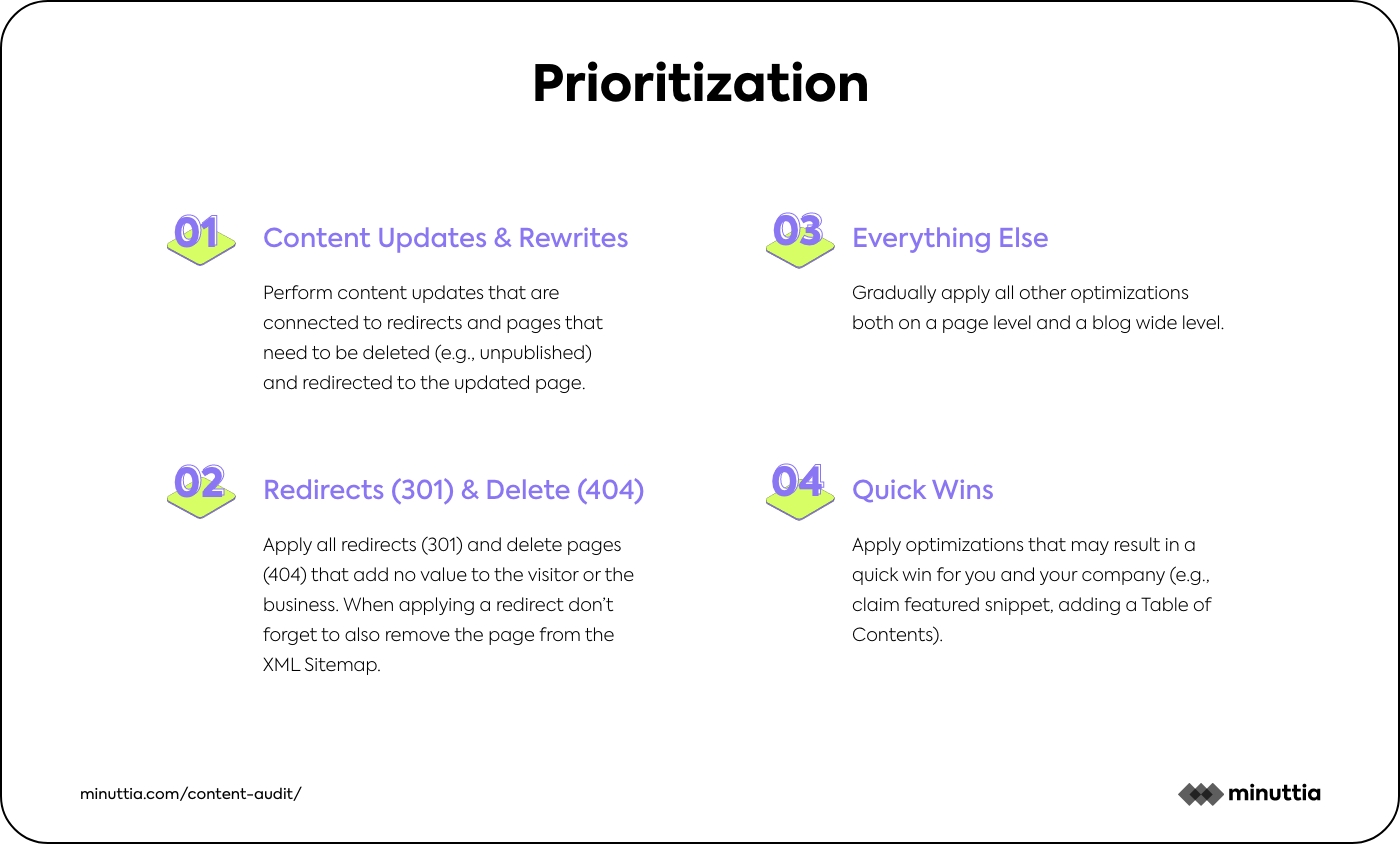 Prioritization
01
Content Updates & Rewrites
Perform content updates that are
connected to redirects and pages that
need to be deleted (e.g., unpublished)
and redirected to the updated page.
02
Redirects (301) & Delete (404)
Apply all redirects (301) and delete pages
(404) that add no value to the visitor or the
business. When applying a redirect don’t
forget to also remove the page from the
XML Sitemap.
03
Everything Else
Gradually apply all other optimizations
both on a page level and a blog wide level.
04
Quick Wins
Apply optimizations that may result in a
quick win for you and your company (e.g.,
claim featured snippet, adding a Table of
Contents).
minuttia.com/content-audit/
minuttia